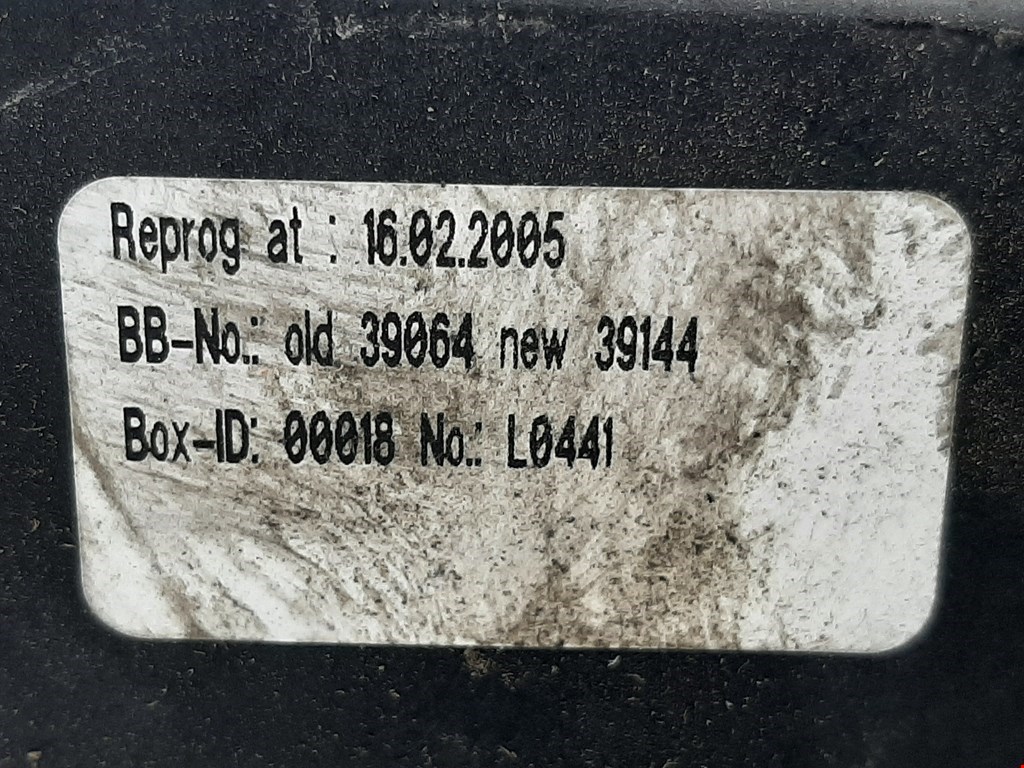 Reprog at : 16.02.2005
BB-No.: old 39064 new 39144
Box-ID: 00018 No.: L0441